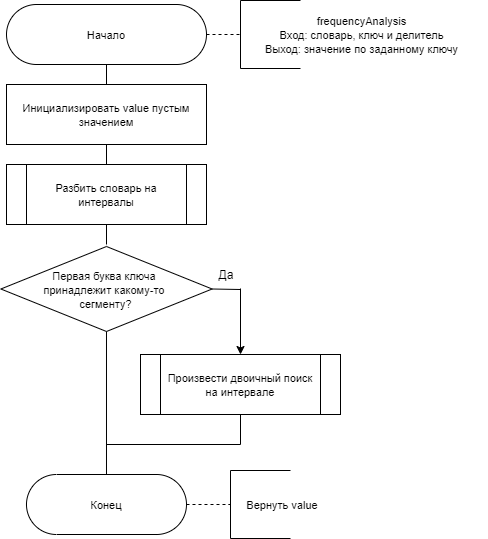 Начало
frequencyAnalysis
Вход: словарь, ключ и делитель
Выход: значение по заданному ключу
Инициализировать value пустым
значением
Разбить словарь на
интервалы
Первая буква ключа
принадлежит какому-то
сегменту?
Да
Произвести двоичный поиск
на интервале
Конец
Вернуть value